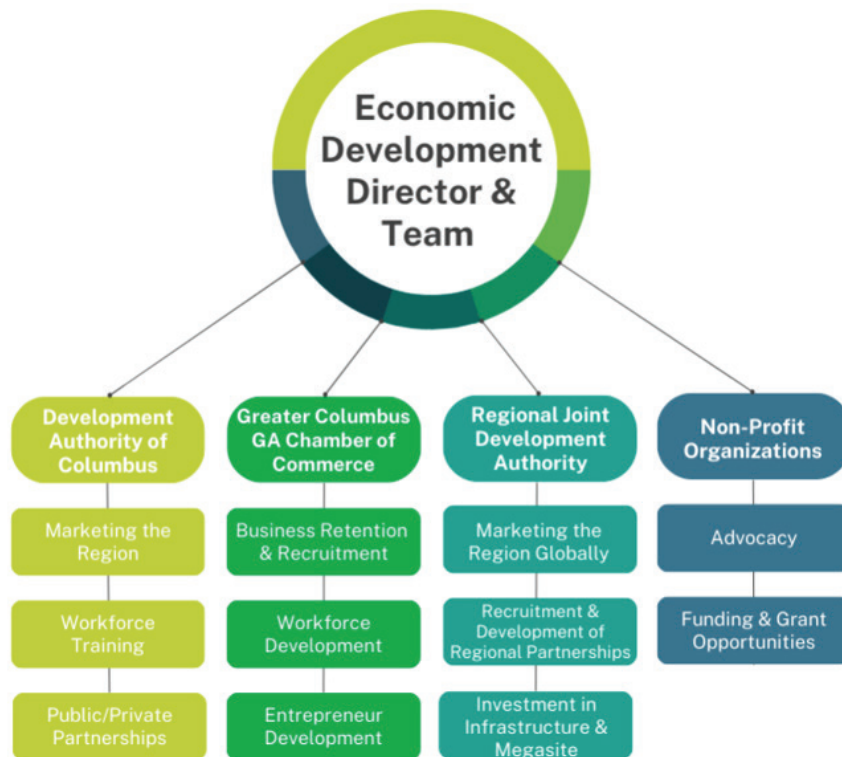 Economic
Development
Director &
Team
Development
Authority of
Columbus
Marketing the
Region
Workforce
Training
Public/Private
Partnerships
Greater Columbus
GA Chamber of
Commerce
Business Retention
& Recruitment
Workforce
Development
Entrepreneur
Development
Regional Joint
Development
Authority
Marketing the
Region Globally
Recruitment &
Development of
Regional Partnerships
Investment in
Infrastructure &
Megasite
Non-Profit
Organizations
Advocacy
Funding & Grant
Opportunities